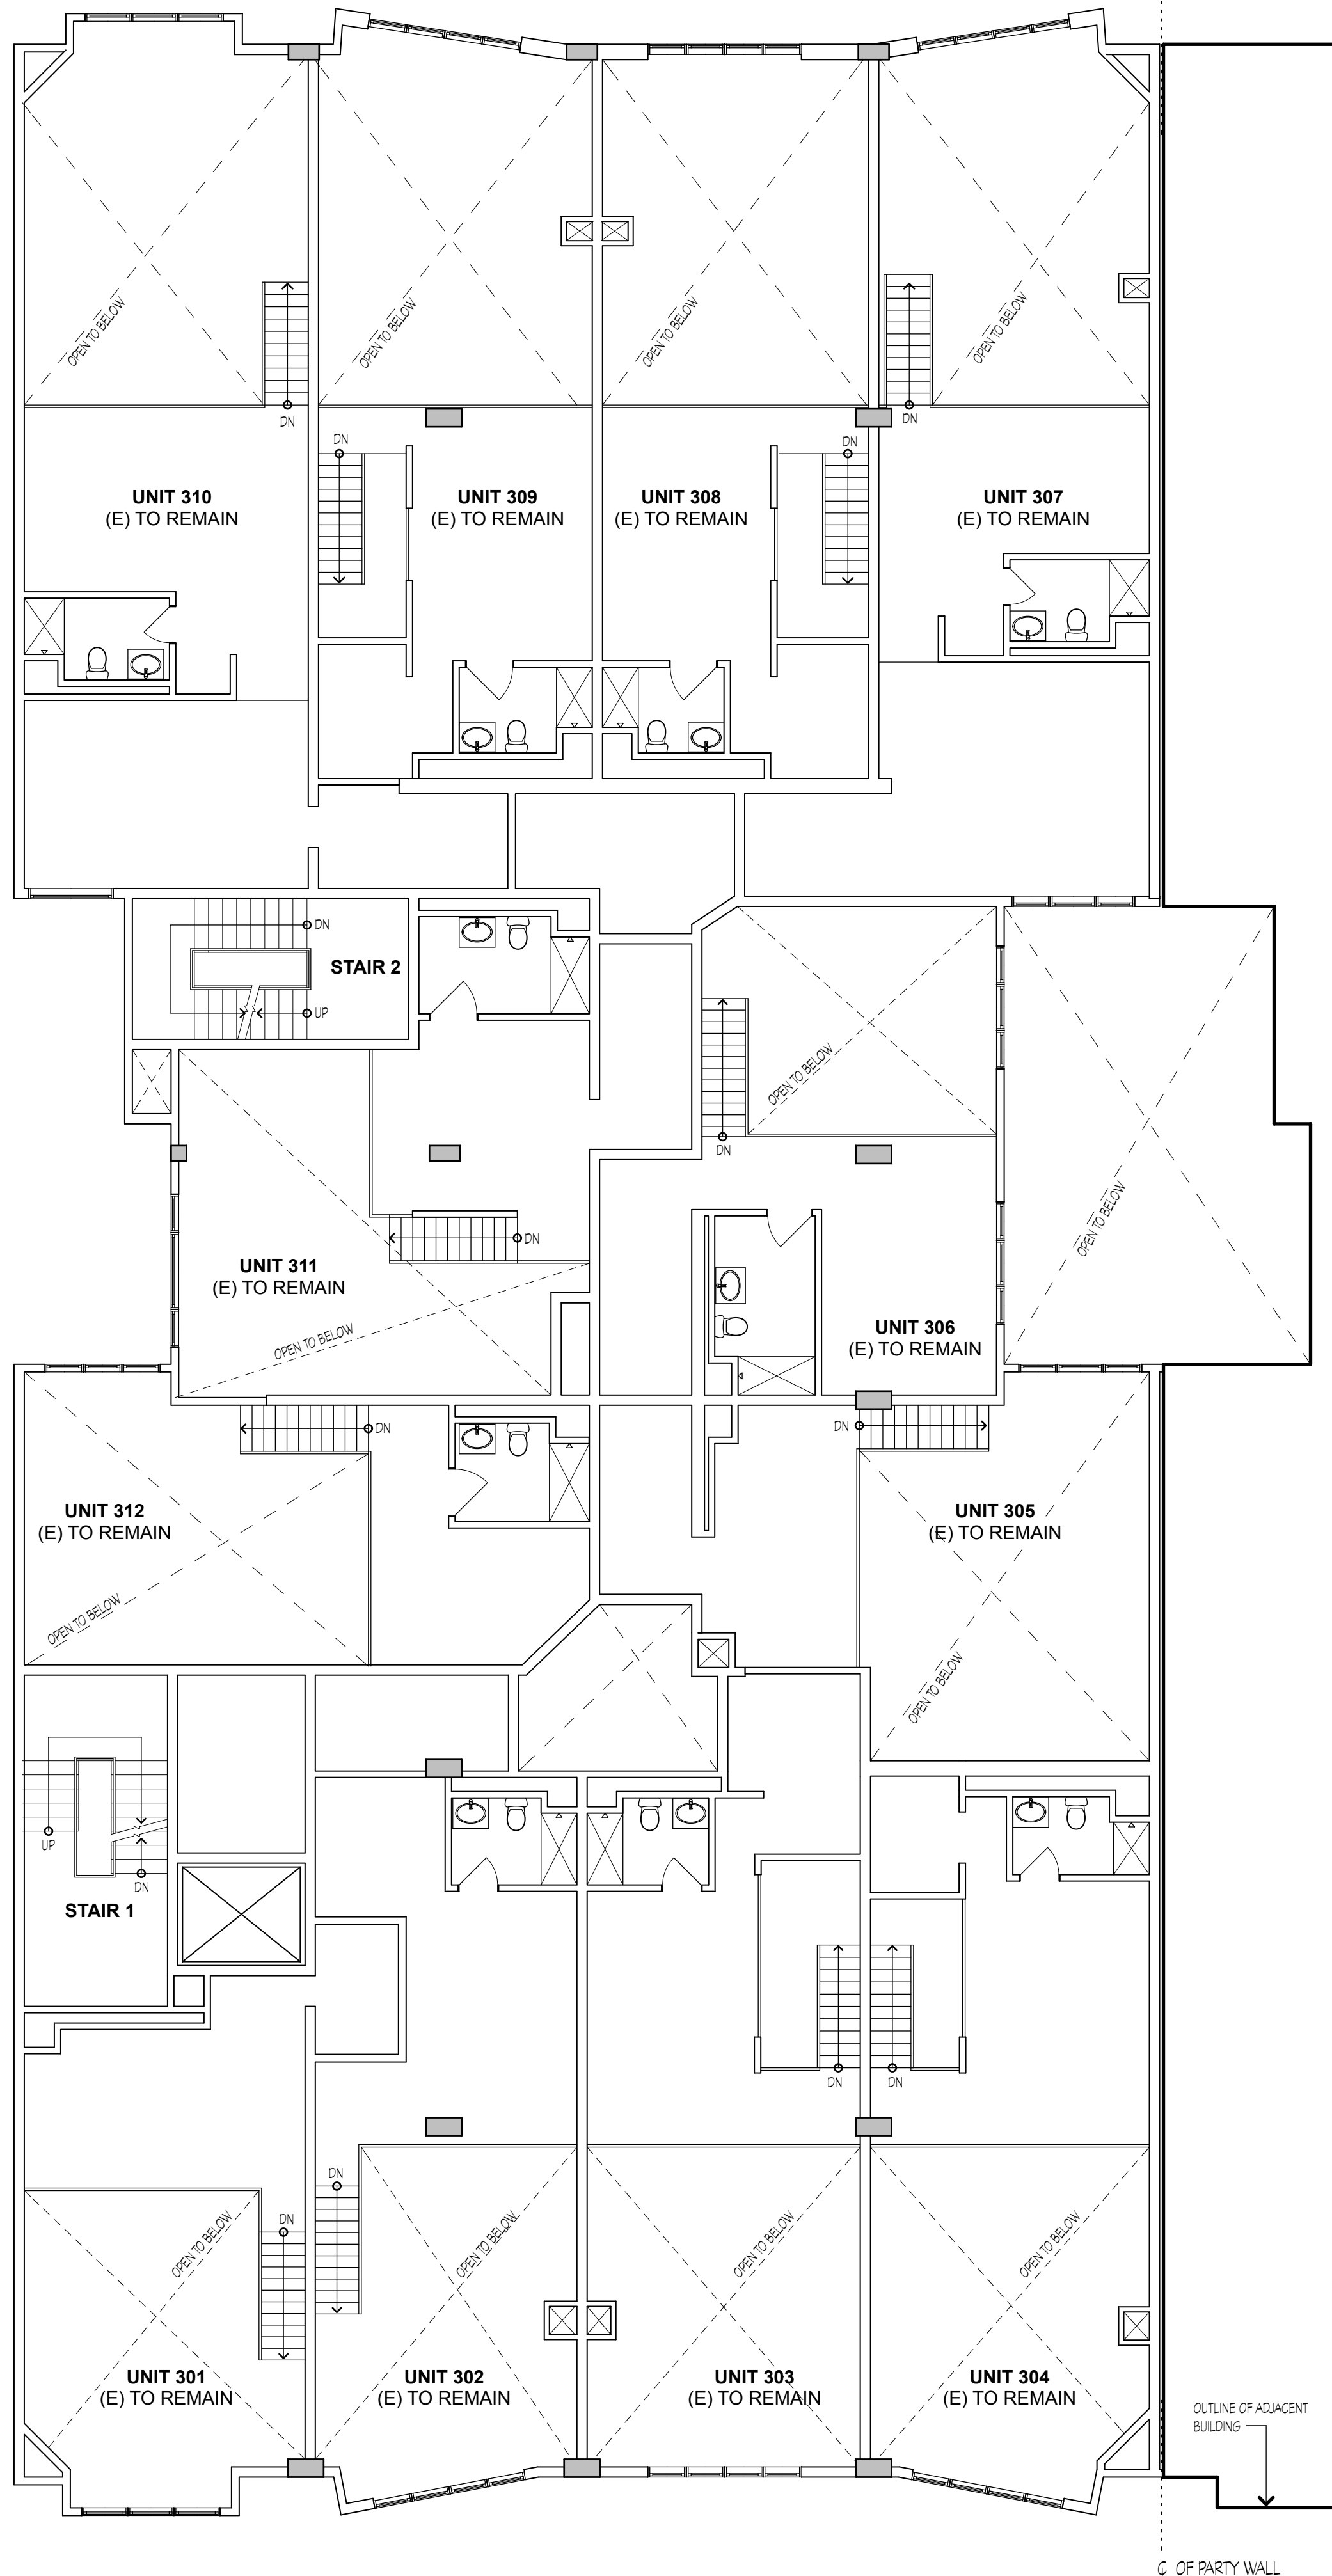 OPEN TO BELOW
OPEN TO BELOW
OPEN TO BELOW
OPEN TO BELOW
DN
DN
DN
DN
UNIT 310
(E) TO REMAIN
UNIT 309
(E) TO REMAIN
UNIT 308
(E) TO REMAIN
UNIT 307
(E) TO REMAIN
DN
STAIR 2
UP
OPEN TO BELOW
DN
OPEN TO BELOW
DN
UNIT 311
(E) TO REMAIN
OPEN TO BELOW
UNIT 306
(E) TO REMAIN
DN
DN
UNIT 312
(E) TO REMAIN
UNIT 305
(E) TO REMAIN
OPEN TO BELOW
OPEN TO BELOW
UP
DN
STAIR 1
DN
DN
DN
DN
OPEN TO BELOW
OPEN TO BELOW
OPEN TO BELOW
OPEN TO BELOW
UNIT 301
(E) TO REMAIN
UNIT 302
(E) TO REMAIN
UNIT 303
(E) TO REMAIN
UNIT 304
(E) TO REMAIN
OUTLINE OF ADJACENT
BUILDING
℄ OF PARTY WALL